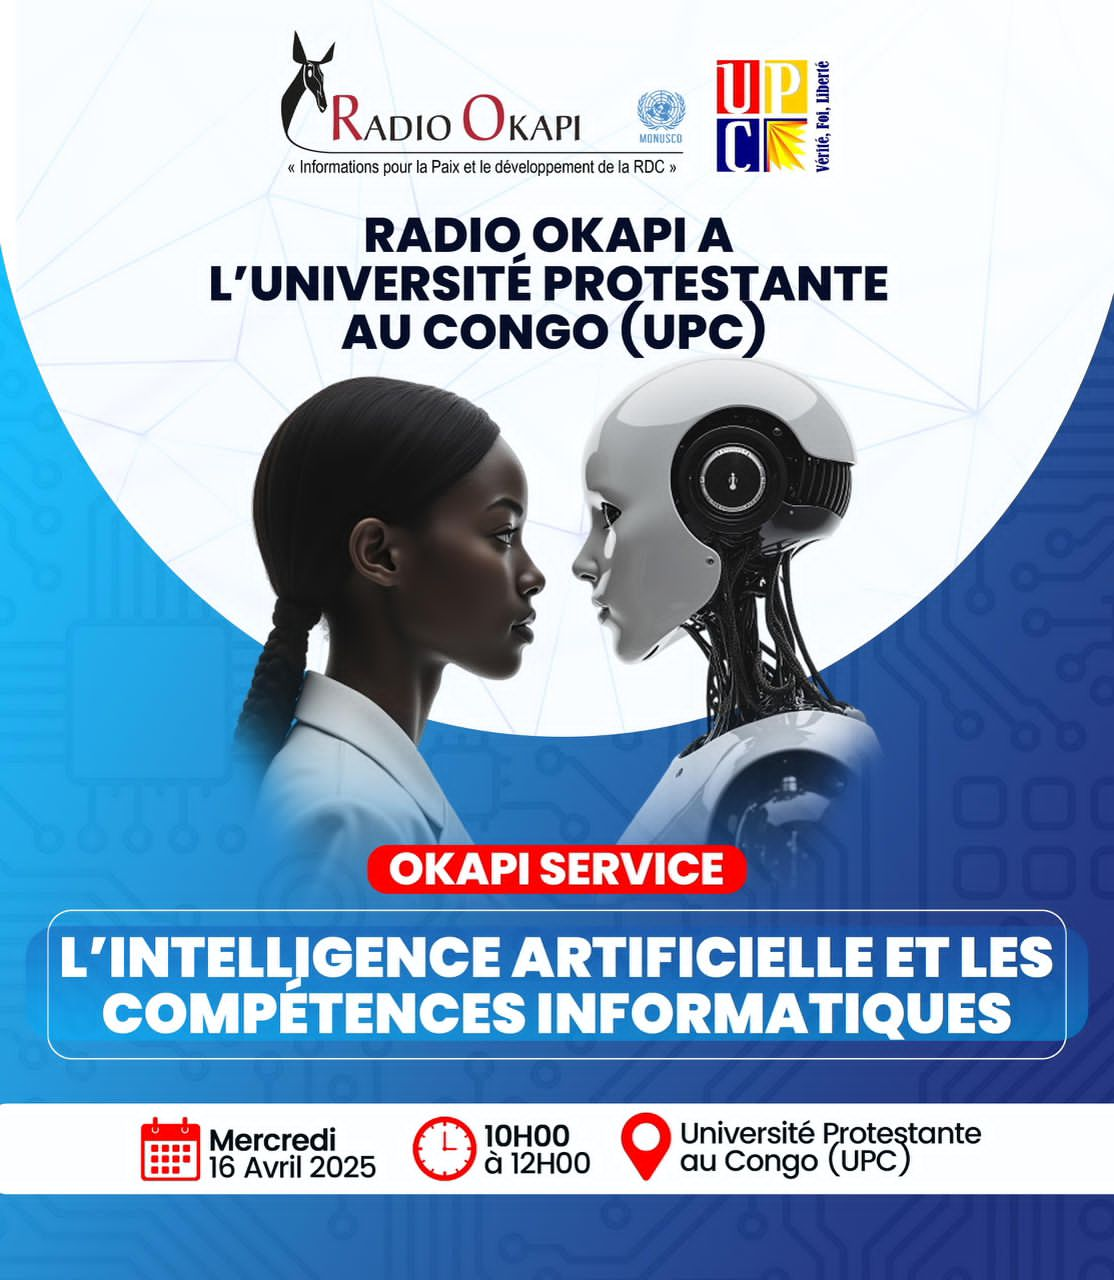 RADIO OKAPI
MONUSCO
« Informations pour la Paix et le développement de la RDC »
UPC
Vérité, Foi, Liberté
RADIO OKAPI A
L’UNIVERSITÉ PROTESTANTE
AU CONGO (UPC)
OKAPI SERVICE
L’INTELLIGENCE ARTIFICIELLE ET LES
COMPÉTENCES INFORMATIQUES
Mercredi
16 Avril 2025
10H00
à 12H00
Université Protestante
au Congo (UPC)